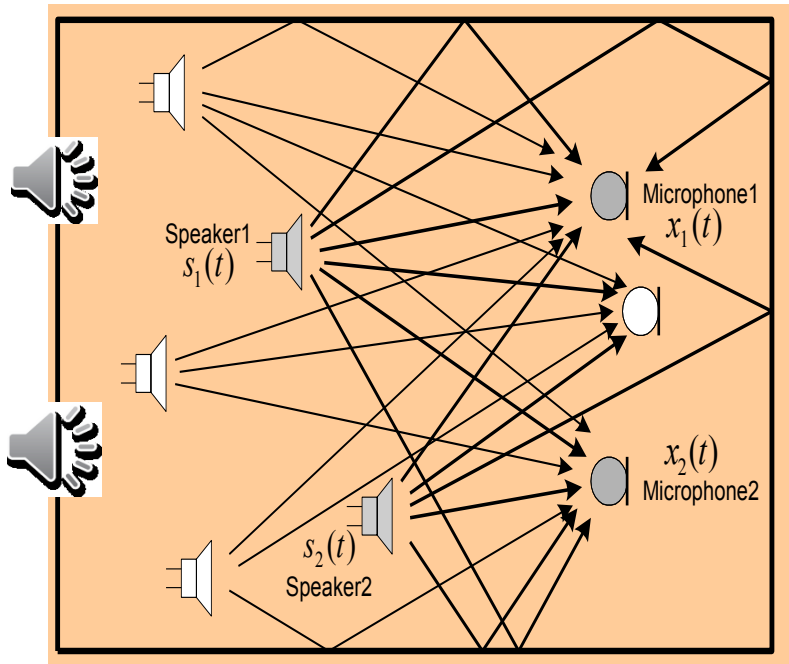 Speaker1
s₁(t)
Microphone1
x₁(t)
x₂(t)
Microphone2
s₂(t)
Speaker2